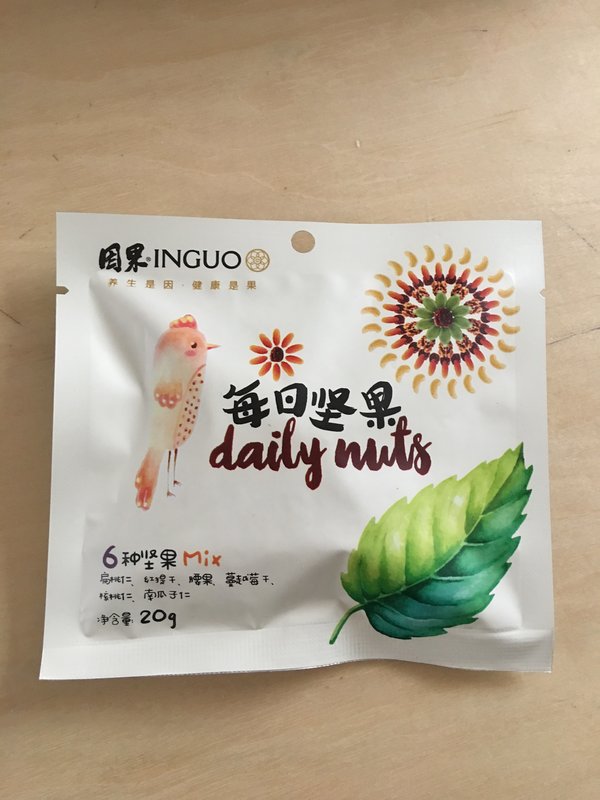 因果® INGUO
养生是因·健康是果
每日坚果
daily nuts
6种坚果 Mix
扁桃仁、红提干、腰果、蔓越莓干、
核桃仁、南瓜子仁
净含量: 20g